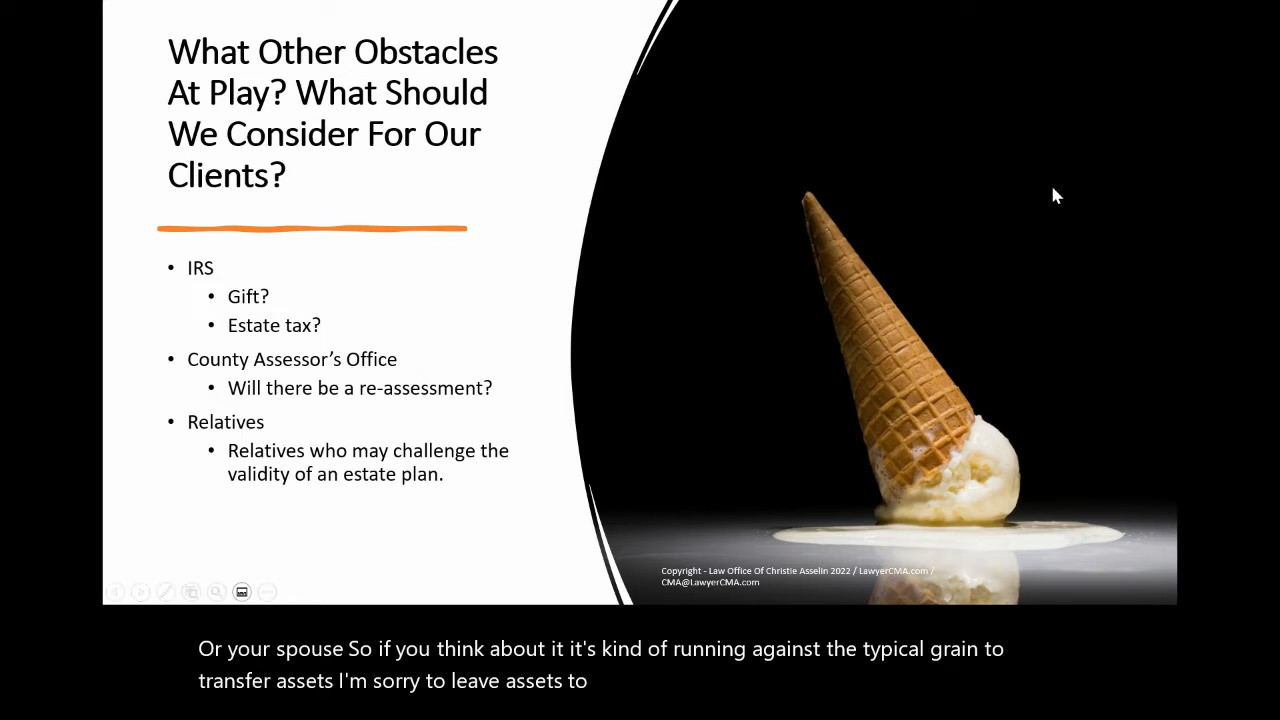 What Other Obstacles
At Play? What Should
We Consider For Our
Clients?
• IRS
• Gift?
• Estate tax?
• County Assessor’s Office
• Will there be a re-assessment?
• Relatives
• Relatives who may challenge the
validity of an estate plan.
Copyright - Law Office Of Christie Asselin 2022 / LawyerCMA.com /
CMA@LawyerCMA.com
Or your spouse So if you think about it it's kind of running against the typical grain to
transfer assets I'm sorry to leave assets to